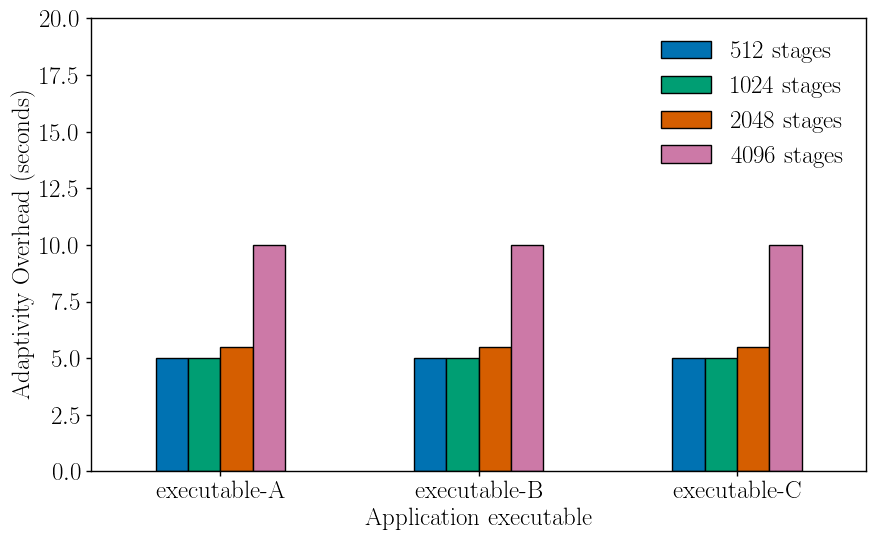 20.0
17.5
15.0
12.5
10.0
7.5
5.0
2.5
0.0
Adaptivity Overhead (seconds)
512 stages
1024 stages
2048 stages
4096 stages
executable-A
executable-B
executable-C
Application executable